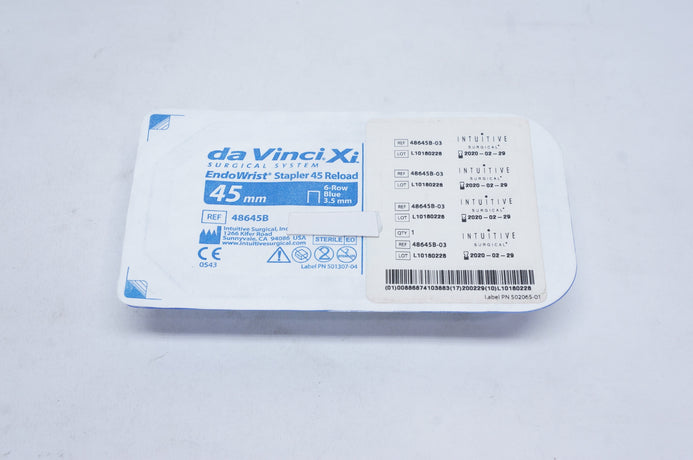 da Vinci Xi
SURGICAL SYSTEM
EndoWrist® Stapler 45 Reload
45 mm
6-Row
Blue
3.5 mm
REF 48645B
Intuitive Surgical, Inc
1266 Kifer Road
Sunnyvale, CA 94086 USA
www.intuitivesurgical.com
STERILE EO
CE
0543
Label PN 501307-04
REF 48645B-03
LOT L10180228
INTUITIVE
SURGICAL®
2020-02-29
REF 48645B-03
LOT L10180228
INTUITIVE
SURGICAL®
2020-02-29
REF 48645B-03
LOT L10180228
INTUITIVE
SURGICAL®
2020-02-29
QTY 1
REF 48645B-03
LOT L10180228
INTUITIVE
SURGICAL®
2020-02-29
(01)00886874103883(17)200229(10)L10180228
Label PN 502065-01